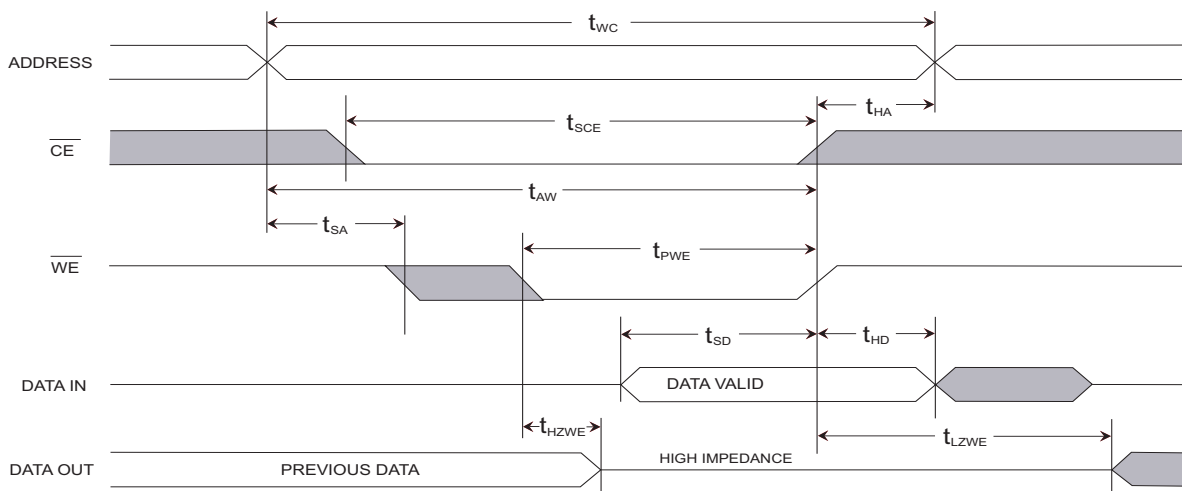 tWC
ADDRESS
tHA
tSCE
CE
tAW
tSA
tPWE
WE
tSD
tHD
DATA IN
DATA VALID
tHZWE
tLZWE
HIGH IMPEDANCE
DATA OUT
PREVIOUS DATA